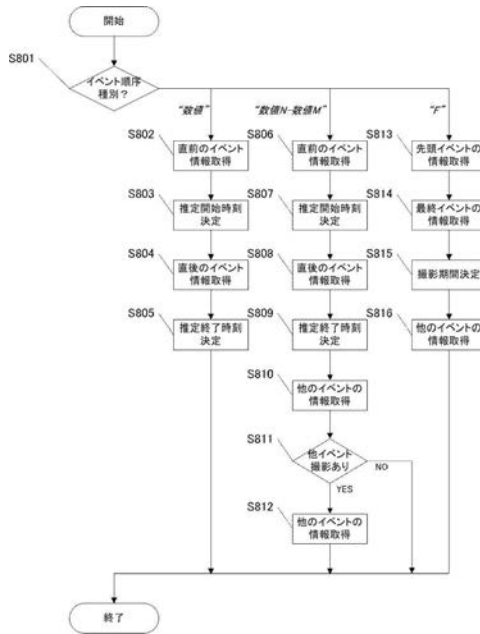 開始
S801
イベント順序
種別？
“数値”
“数値N-数値M”
“F”
S802
直前のイベント
情報取得
S803
推定開始時刻
決定
S804
直後のイベント
情報取得
S805
推定終了時刻
決定
S806
直前のイベント
情報取得
S807
推定開始時刻
決定
S808
直後のイベント
情報取得
S809
推定終了時刻
決定
S810
他のイベントの
情報取得
S811
他イベント
撮影あり
NO
YES
S812
他のイベントの
情報取得
S813
先頭イベントの
情報取得
S814
最終イベントの
情報取得
S815
撮影期間決定
S816
他のイベントの
情報取得
終了